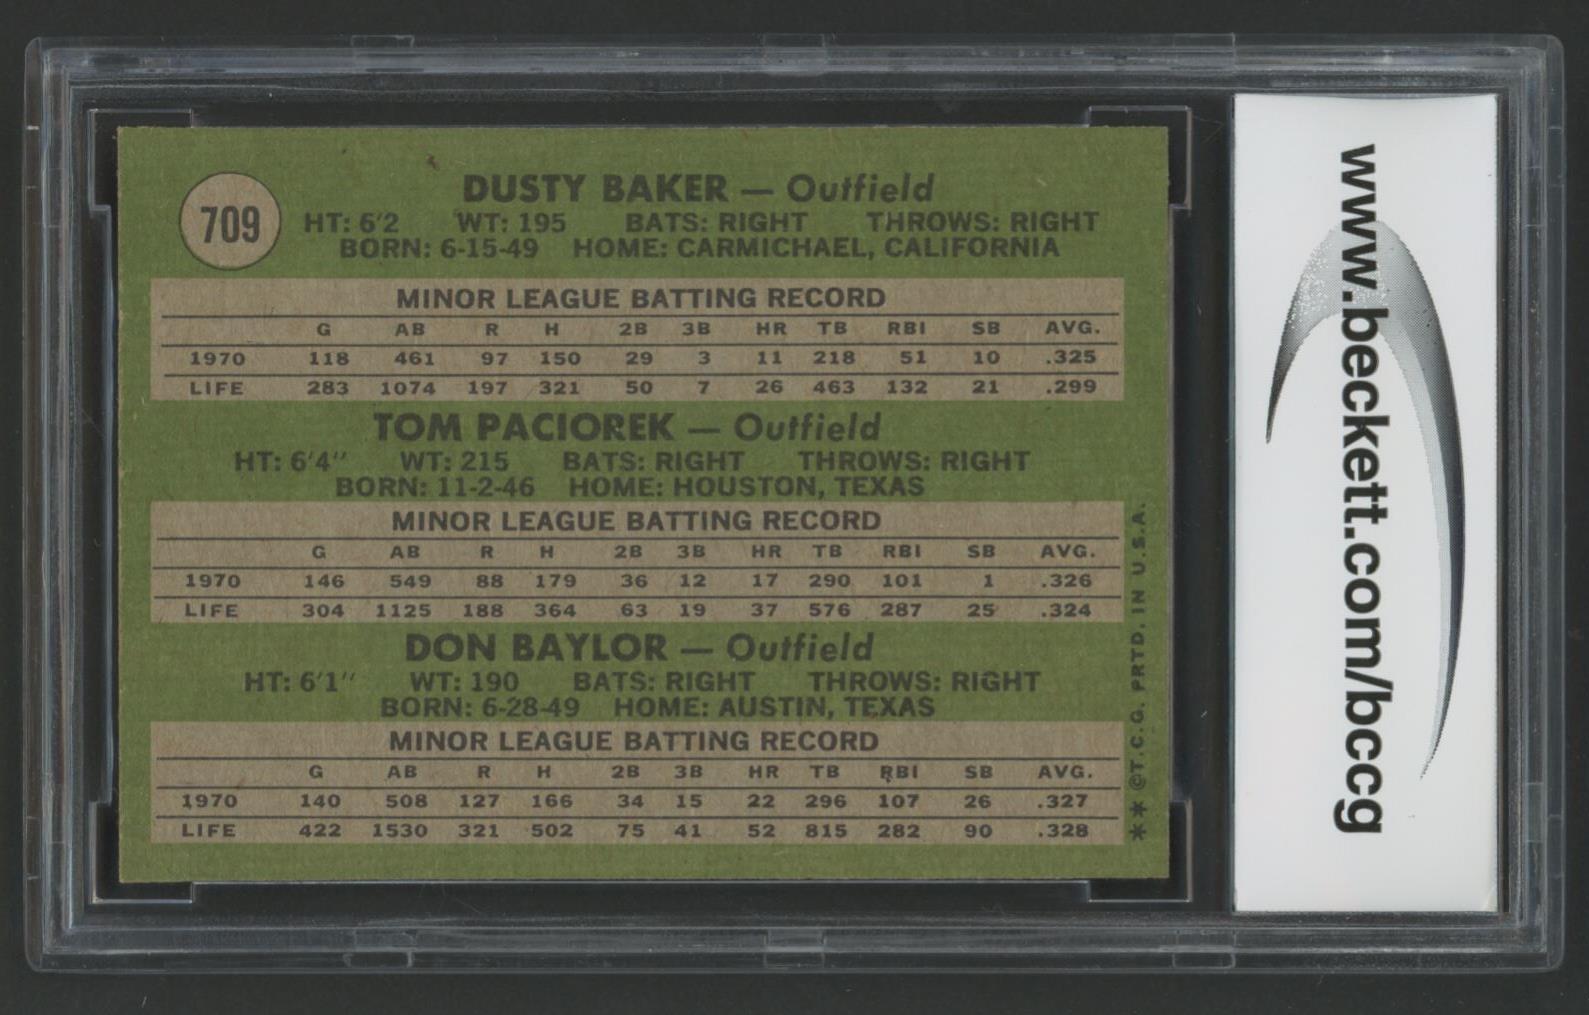 709
DUSTY BAKER — Outfield
HT: 6'2 WT: 195 BATS: RIGHT THROWS: RIGHT
BORN: 6-15-49 HOME: CARMICHAEL, CALIFORNIA
MINOR LEAGUE BATTING RECORD
G AB R H 2B 3B HR TB RBI SB AVG.
1970 118 461 97 150 29 3 11 218 51 10 .325
LIFE 283 1074 197 321 50 7 26 463 132 21 .299
TOM PACIOREK — Outfield
HT: 6'4" WT: 215 BATS: RIGHT THROWS: RIGHT
BORN: 11-2-46 HOME: HOUSTON, TEXAS
MINOR LEAGUE BATTING RECORD
G AB R H 2B 3B HR TB RBI SB AVG.
1970 146 549 88 179 36 12 17 290 101 1 .326
LIFE 304 1125 188 364 63 19 37 576 287 25 .324
DON BAYLOR — Outfield
HT: 6'1" WT: 190 BATS: RIGHT THROWS: RIGHT
BORN: 6-28-49 HOME: AUSTIN, TEXAS
MINOR LEAGUE BATTING RECORD
G AB R H 2B 3B HR TB RBI SB AVG.
1970 140 508 127 166 34 15 22 296 107 26 .327
LIFE 422 1530 321 502 75 41 52 815 282 90 .328
** ©T.C.G. PRTD. IN U.S.A.
www.beckett.com/bccg